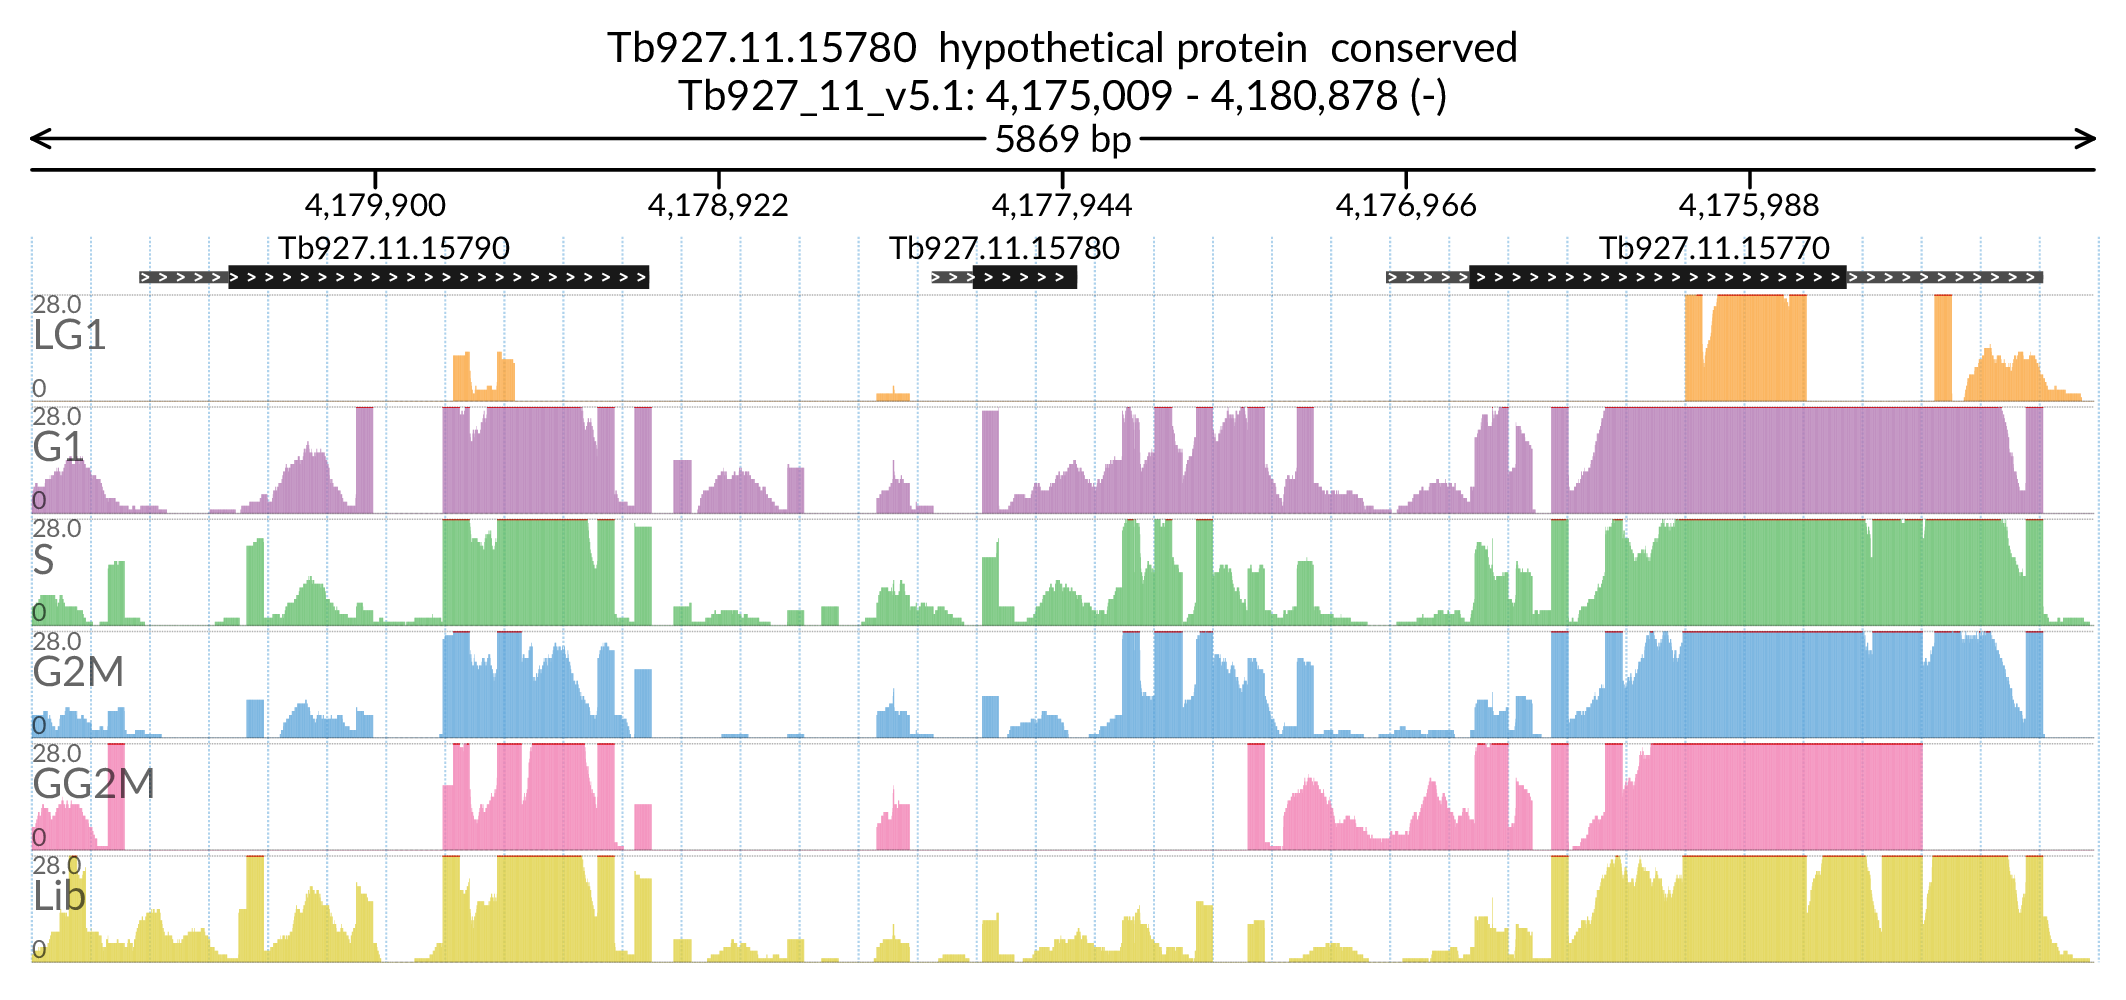 Tb927.11.15780 hypothetical protein conserved
Tb927_11_v5.1: 4,175,009 - 4,180,878 (-)
5869 bp
4,179,900 4,178,922 4,177,944 4,176,966 4,175,988
Tb927.11.15790 Tb927.11.15780 Tb927.11.15770
28.0
LG1
0
28.0
G1
0
28.0
S
0
28.0
G2M
0
28.0
GG2M
0
28.0
Lib
0